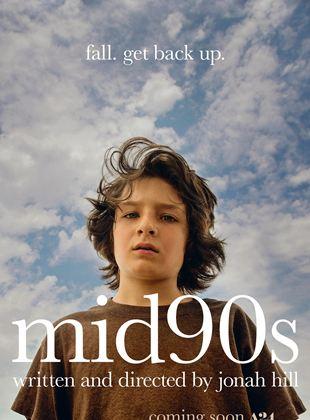 fall. get back up.
mid90s
written and directed by jonah hill
coming soon A24